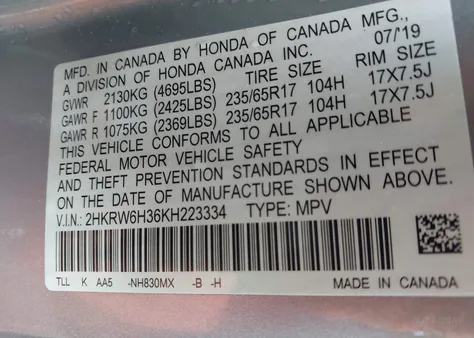 MFD. IN CANADA BY HONDA OF CANADA MFG.,
A DIVISION OF HONDA CANADA INC. 07/19
GVWR 2130KG (4695LBS) TIRE SIZE RIM SIZE
GAWR F 1100KG (2425LBS) 235/65R17 104H 17X7.5J
GAWR R 1075KG (2369LBS) 235/65R17 104H 17X7.5J
THIS VEHICLE CONFORMS TO ALL APPLICABLE
FEDERAL MOTOR VEHICLE SAFETY
AND THEFT PREVENTION STANDARDS IN EFFECT
ON THE DATE OF MANUFACTURE SHOWN ABOVE.
V.I.N.: 2HKRW6H36KH223334 TYPE: MPV
TLL K AA5 -NH830MX -B -H MADE IN CANADA